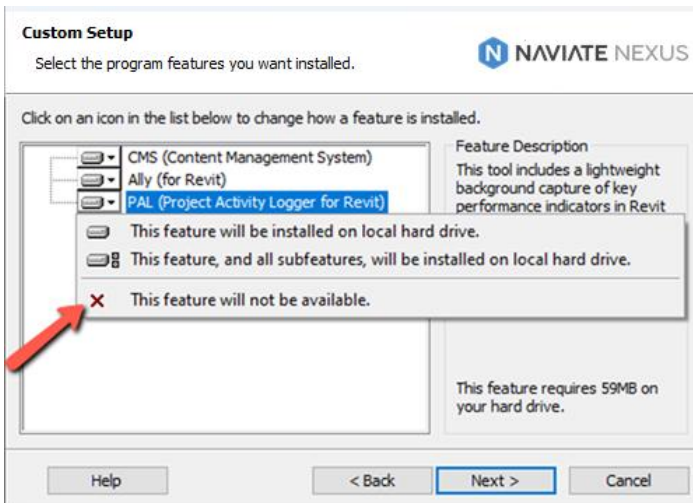 Custom Setup
Select the program features you want installed.
N NAVIATE NEXUS
Click on an icon in the list below to change how a feature is installed.
CMS (Content Management System)
Ally (for Revit)
PAL (Project Activity Logger for Revit)
Feature Description
This tool includes a lightweight
background capture of key
performance indicators in Revit
This feature will be installed on local hard drive.
This feature, and all subfeatures, will be installed on local hard drive.
This feature will not be available.
This feature requires 59MB on
your hard drive.
Help
< Back
Next >
Cancel